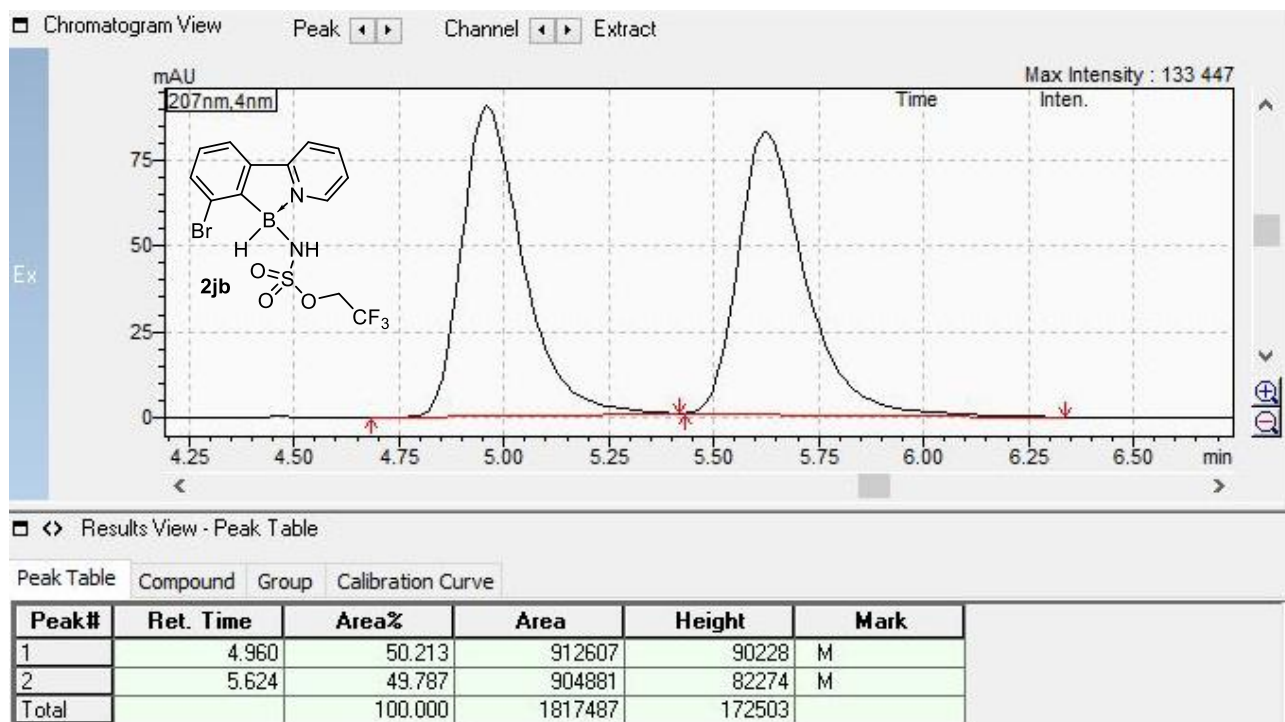 Chromatogram View Peak Channel Extract
mAU
Max Intensity : 133 447
207nm,4nm
Time Inten.
75
50
25
0
N
B
Br
H
NH
O
S
O
O
CF3
2jb
Ex
4.25 4.50 4.75 5.00 5.25 5.50 5.75 6.00 6.25 6.50 min
Results View - Peak Table
Peak Table Compound Group Calibration Curve
Peak# Ret. Time Area% Area Height Mark
1 4.960 50.213 912607 90228 M
2 5.624 49.787 904881 82274 M
Total 100.000 1817487 172503